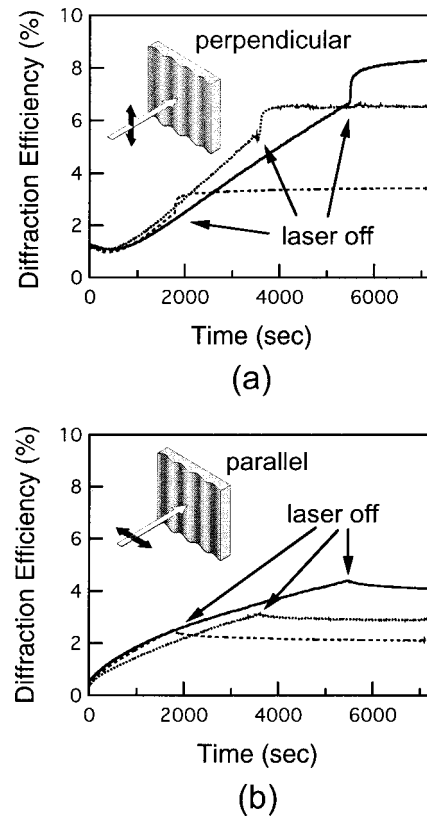 10
perpendicular
8
6
4
laser off
2
0
0
2000
4000
6000
Diffraction Efficiency (%)
Time (sec)
(a)
10
parallel
8
laser off
6
4
2
0
0
2000
4000
6000
Diffraction Efficiency (%)
Time (sec)
(b)